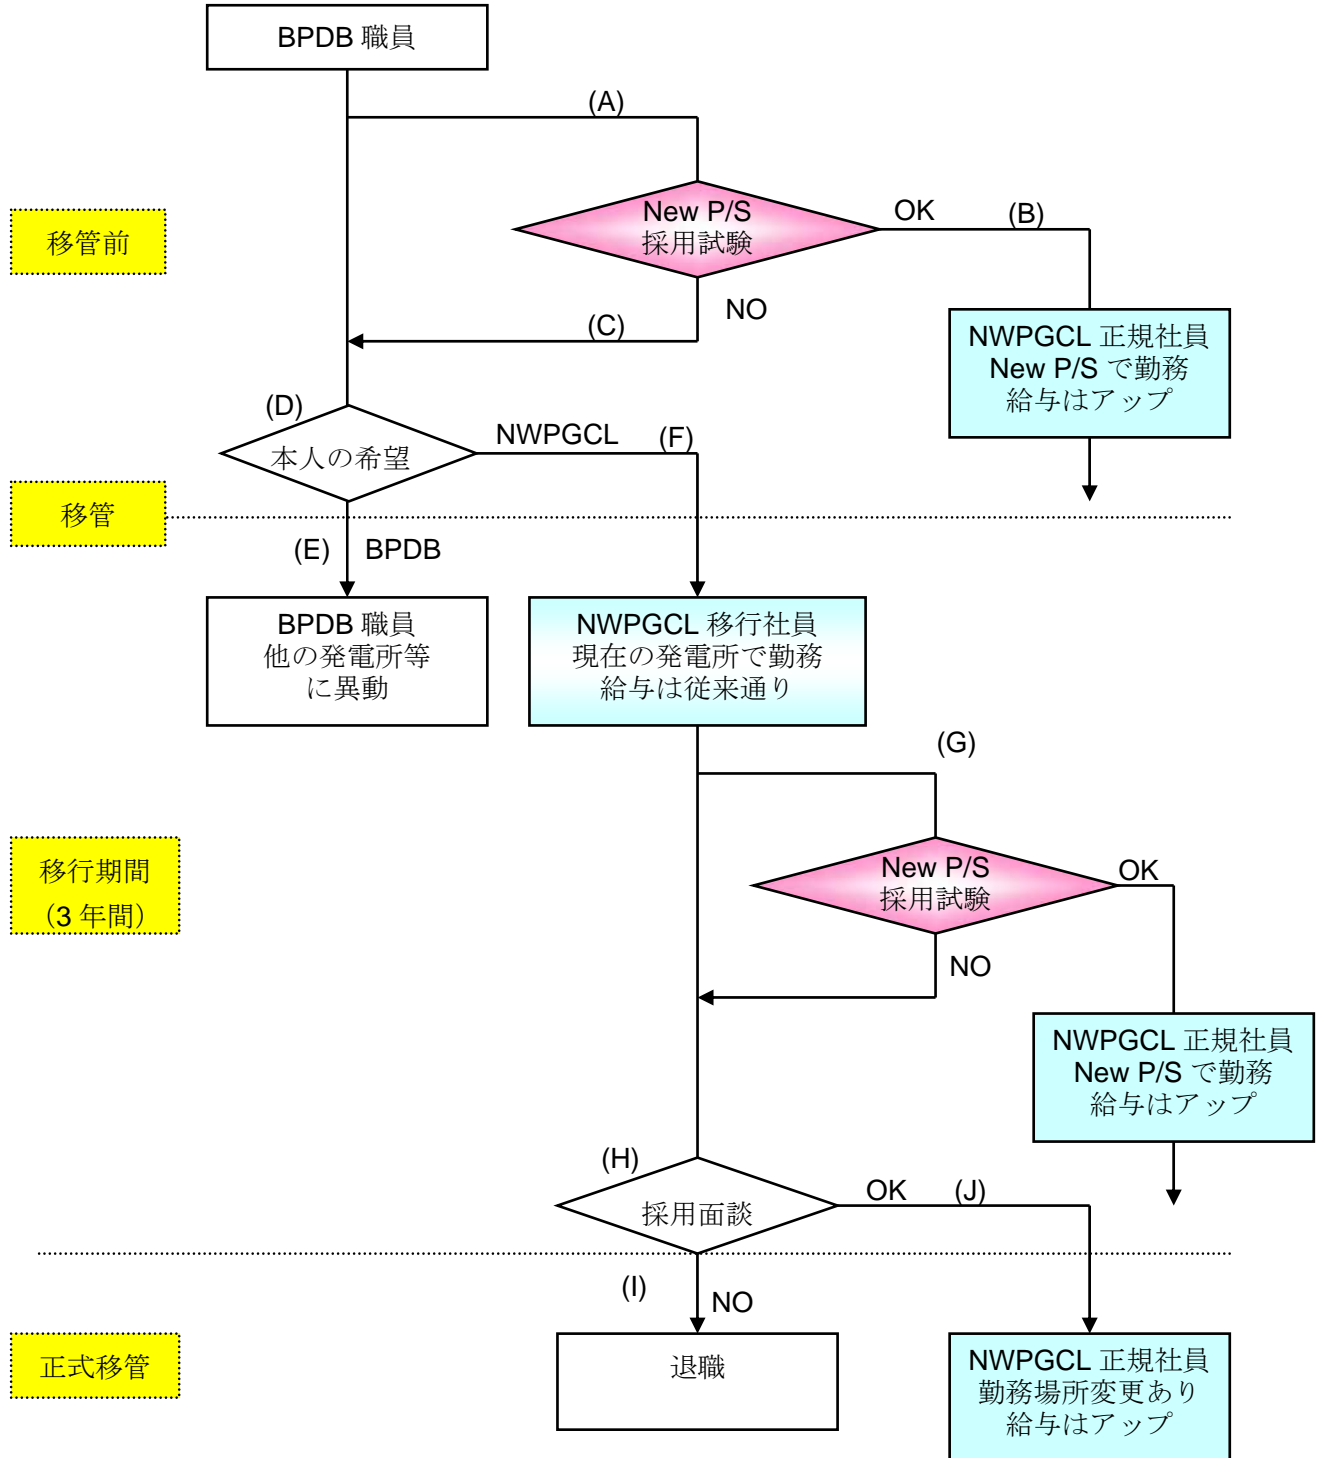 BPDB 職員
(A)
New P/S
採用試験
OK
(B)
移管前
(C)
NO
NWPGCL 正規社員
New P/S で勤務
給与はアップ
(D)
本人の希望
NWPGCL
(F)
移管
(E)
BPDB
BPDB 職員
他の発電所等
に異動
NWPGCL 移行社員
現在の発電所で勤務
給与は従来通り
(G)
移行期間
（3 年間）
New P/S
採用試験
OK
NO
NWPGCL 正規社員
New P/S で勤務
給与はアップ
(H)
採用面談
OK
(J)
(I)
NO
正式移管
退職
NWPGCL 正規社員
勤務場所変更あり
給与はアップ